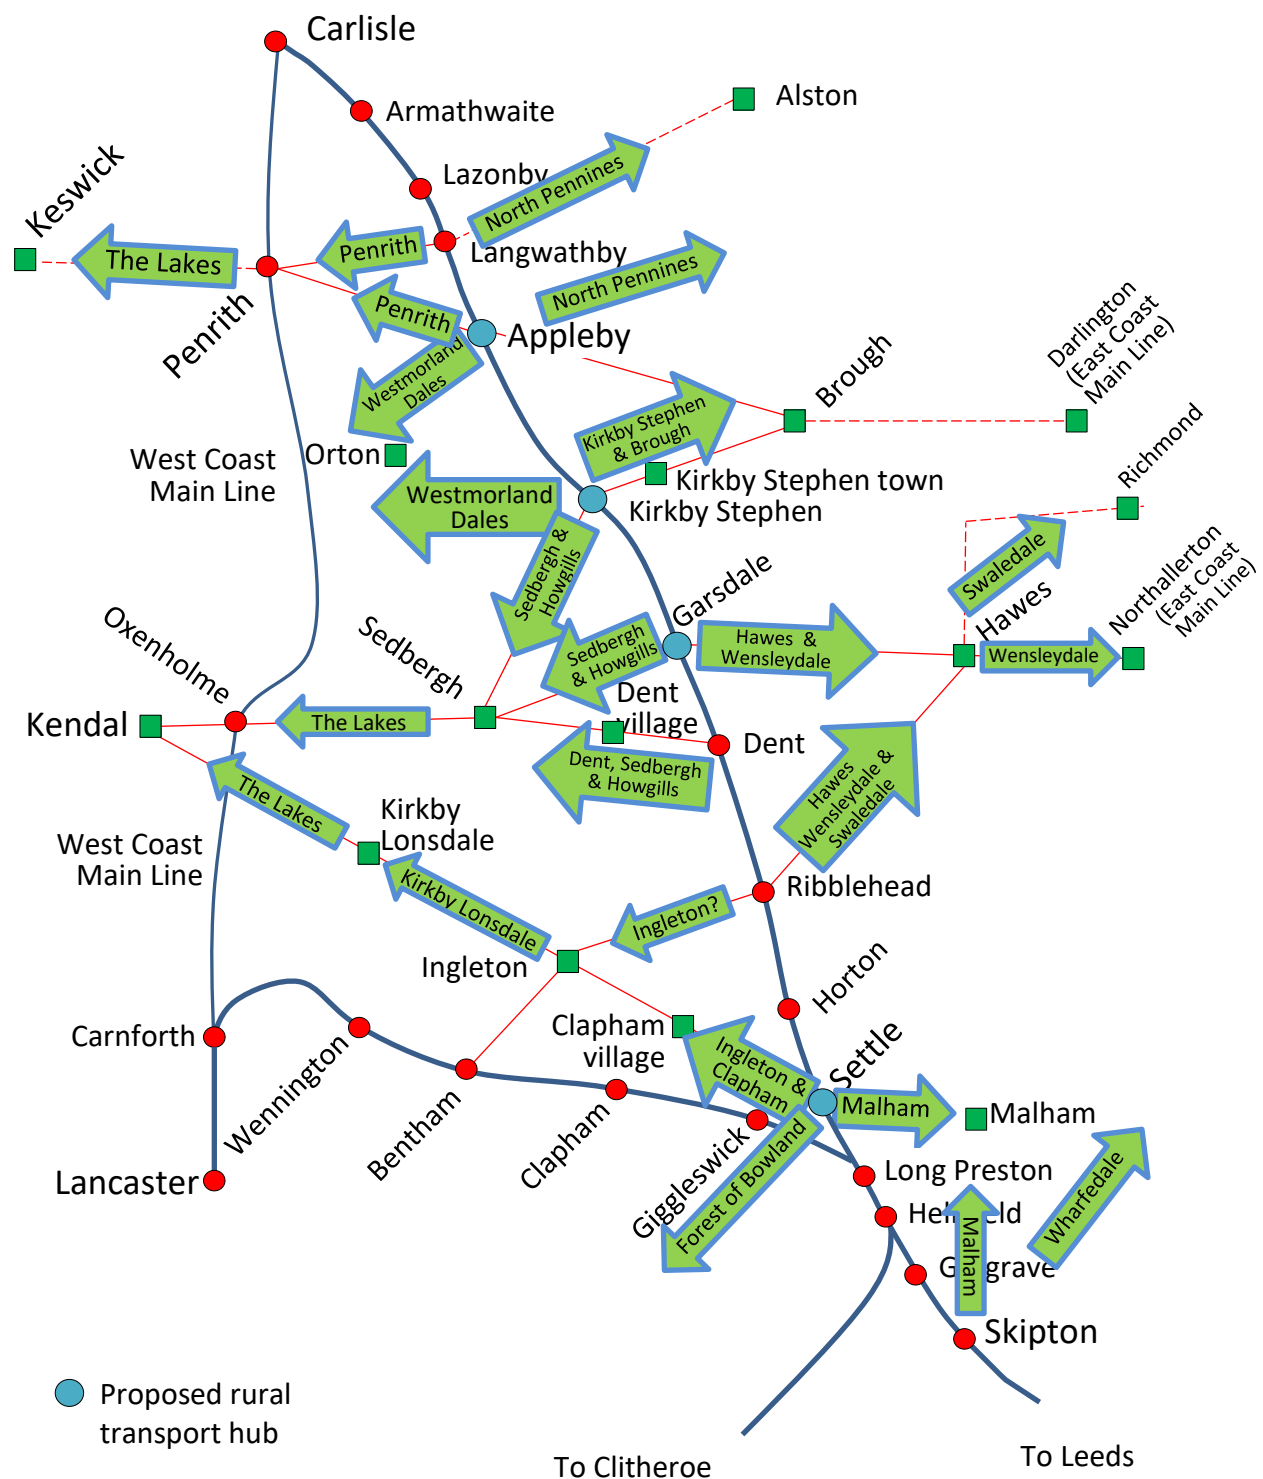 Carlisle
Armathwaite
Alston
Lazonby
North Pennines
Keswick
The Lakes
Penrith
Langwathby
North Pennines
Penrith
Penrith
Appleby
Westmorland
Dales
Darlington
(East Coast
Main Line)
Brough
Kirkby Stephen
& Brough
Orton
West Coast
Main Line
Kirkby Stephen town
Kirkby Stephen
Richmond
Westmorland
Dales
Sedbergh &
Howgills
Swaledale
Northallerton
(East Coast
Main Line)
Garsdale
Hawes
Oxenholme
Sedbergh
Sedbergh
& Howgills
Hawes &
Wensleydale
Wensleydale
Kendal
The Lakes
Dent
village
Dent
Dent, Sedbergh
& Howgills
Hawes
Wensleydale &
Swaledale
The Lakes
Kirkby
Lonsdale
West Coast
Main Line
Kirkby Lonsdale
Ribblehead
Ingleton?
Ingleton
Horton
Clapham
village
Carnforth
Ingleton &
Clapham
Settle
Wennington
Bentham
Clapham
Giggleswick
Malham
Malham
Forest of Bowland
Lancaster
Long Preston
Wharfedale
Hellifield
Malham
Gargrave
Skipton
Proposed rural
transport hub
To Clitheroe
To Leeds